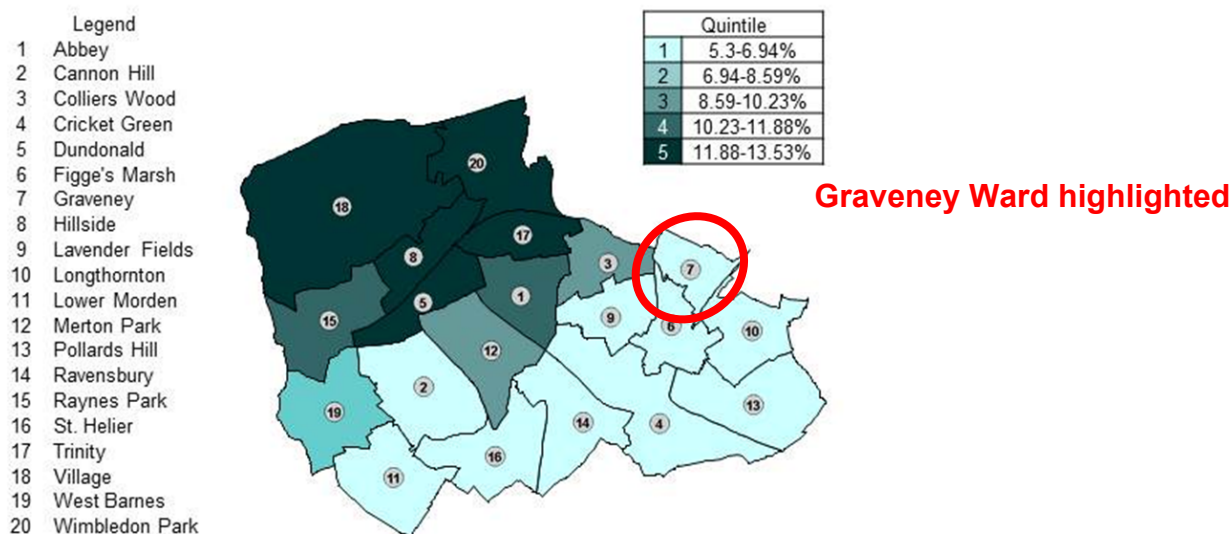 Legend
1 Abbey
2 Cannon Hill
3 Colliers Wood
4 Cricket Green
5 Dundonald
6 Figge's Marsh
7 Graveney
8 Hillside
9 Lavender Fields
10 Longthornton
11 Lower Morden
12 Merton Park
13 Pollards Hill
14 Ravensbury
15 Raynes Park
16 St. Helier
17 Trinity
18 Village
19 West Barnes
20 Wimbledon Park
Quintile
1 5.3-6.94%
2 6.94-8.59%
3 8.59-10.23%
4 10.23-11.88%
5 11.88-13.53%
Graveney Ward highlighted
20
18
17
8
3
7
5
1
15
9
6
10
12
2
13
19
14
4
16
11